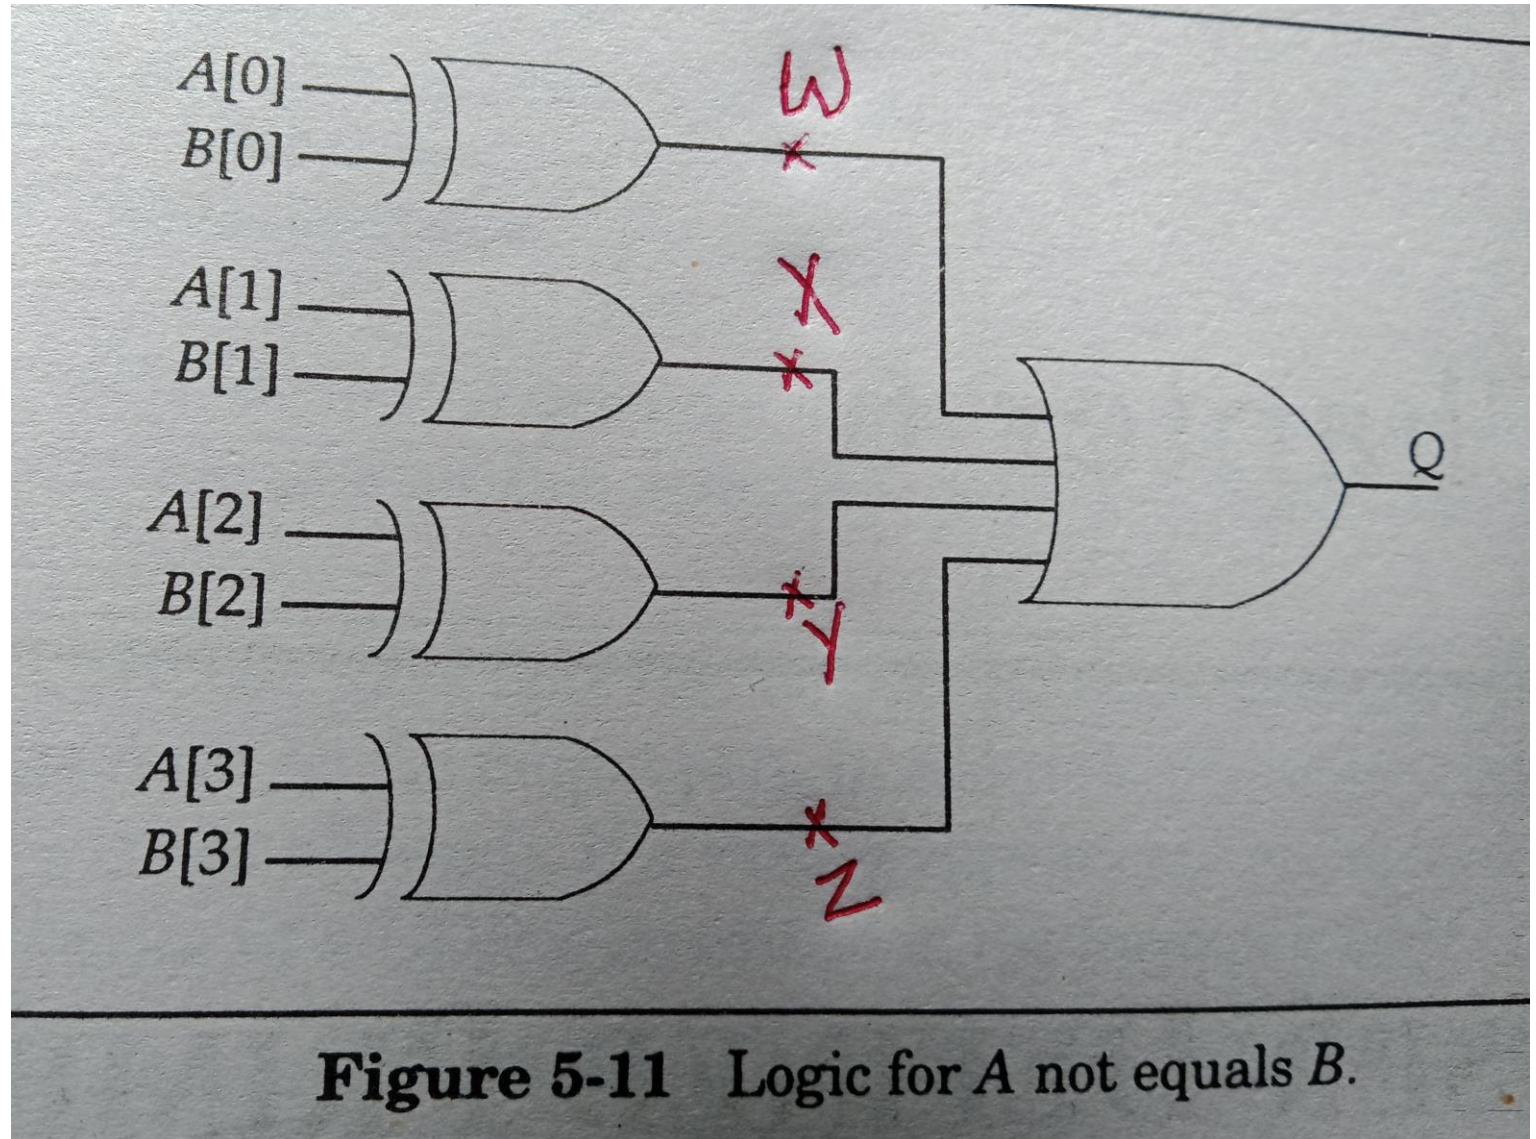 A[0]
W
B[0]
A[1]
X
B[1]
Q
A[2]
B[2]
Y
A[3]
B[3]
Z
Figure 5-11 Logic for A not equals B.